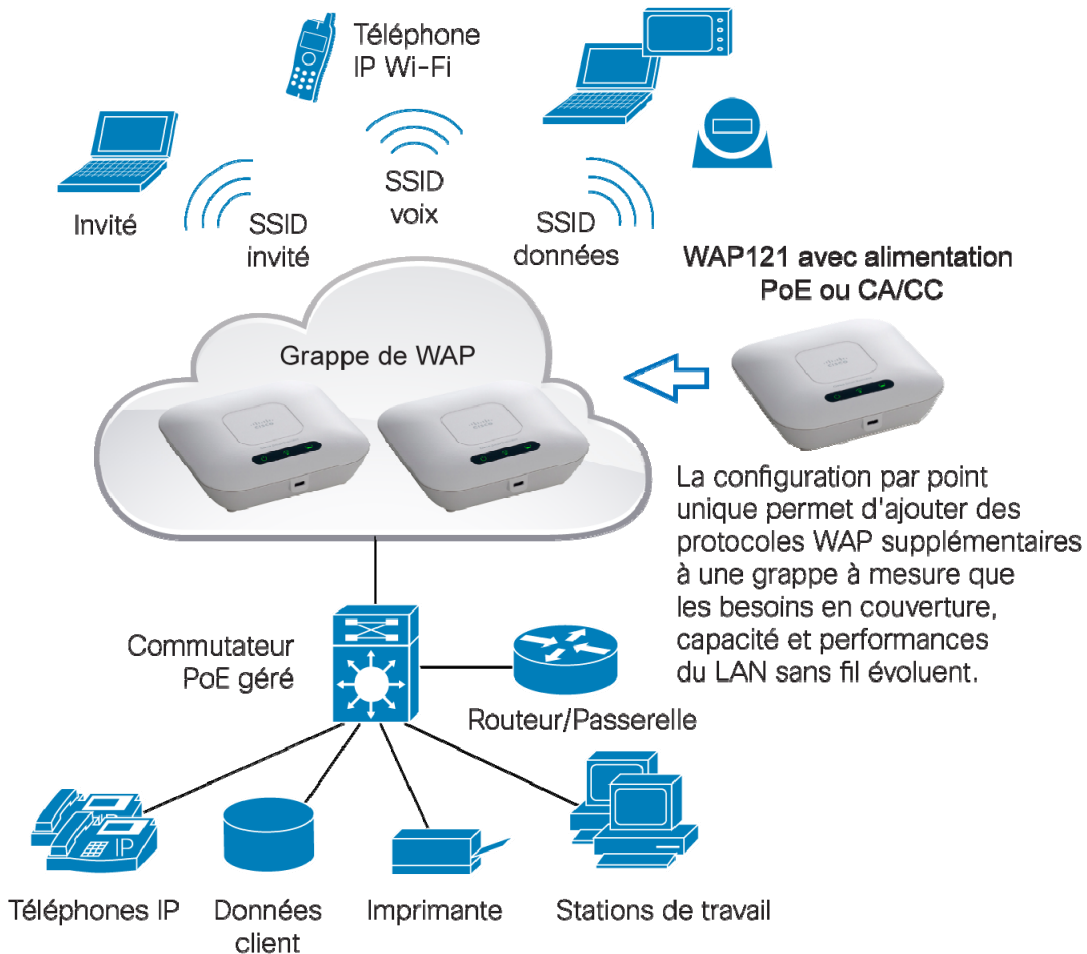 Téléphone
IP Wi-Fi
Invité
SSID
invité
SSID
voix
SSID
données
WAP121 avec alimentation
PoE ou CA/CC
Grappe de WAP
La configuration par point
unique permet d'ajouter des
protocoles WAP supplémentaires
à une grappe à mesure que
les besoins en couverture,
capacité et performances
du LAN sans fil évoluent.
Commutateur
PoE géré
Routeur/Passerelle
IP
Téléphones IP
Données
client
Imprimante
Stations de travail